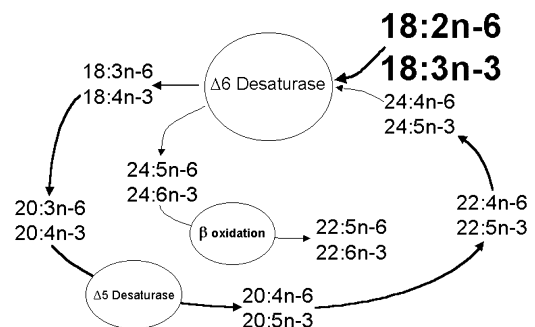 18:2n-6
18:3n-3
Δ6 Desaturase
18:3n-6
18:4n-3
24:4n-6
24:5n-3
24:5n-6
24:6n-3
20:3n-6
20:4n-3
22:4n-6
22:5n-3
β oxidation
22:5n-6
22:6n-3
Δ5 Desaturase
20:4n-6
20:5n-3